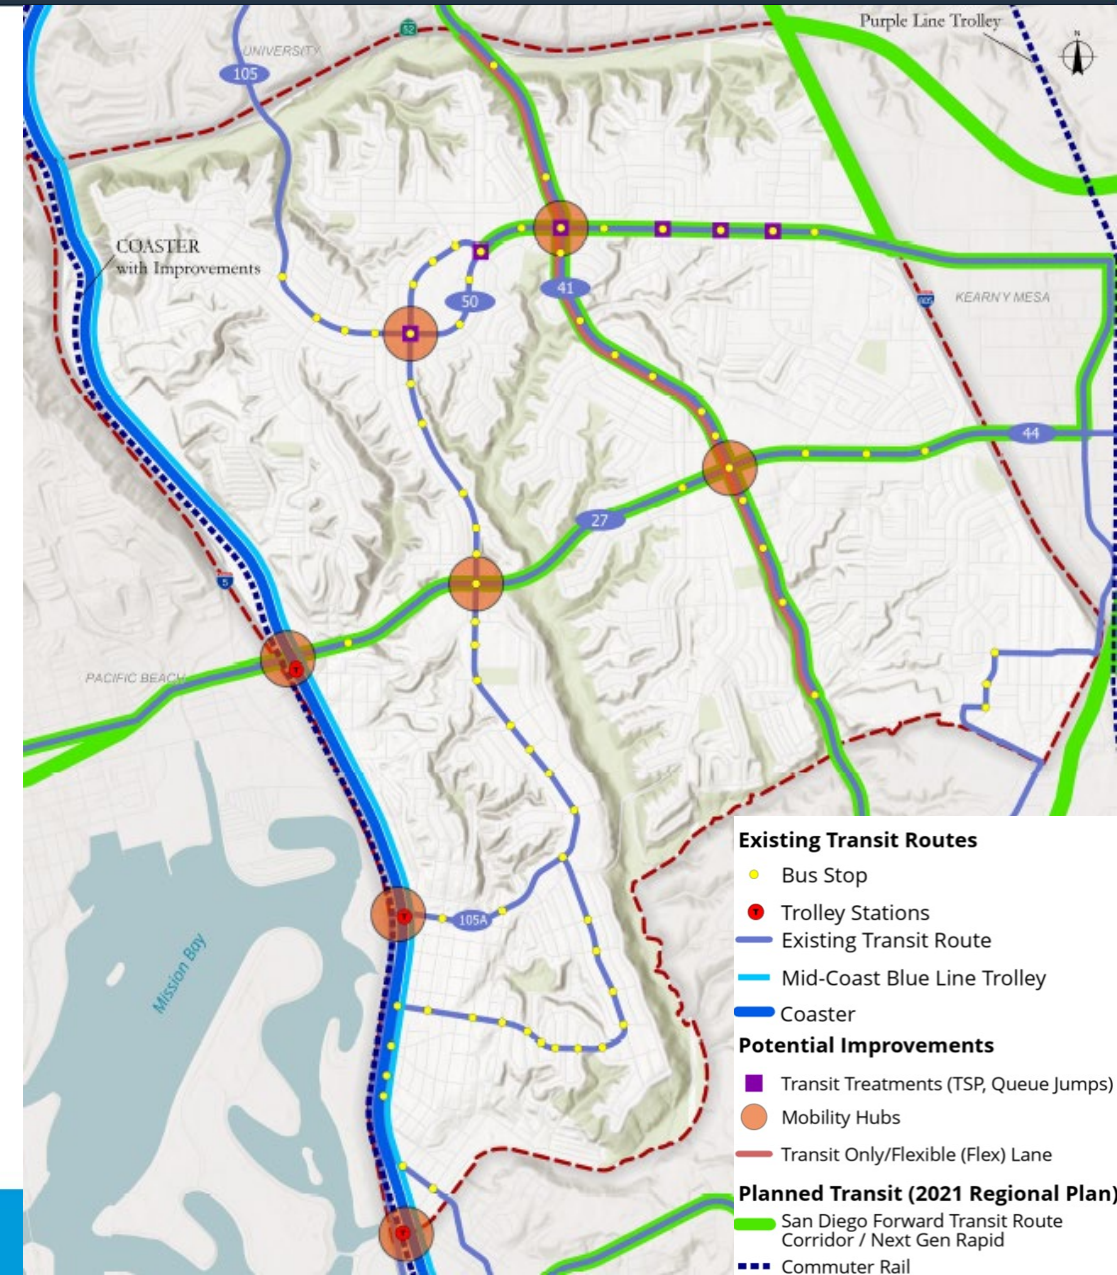 Purple Line Trolley
N
52
UNIVERSITY
105
COASTER
with Improvements
50
41
805
KEARNY MESA
44
27
5
PACIFIC BEACH
T
Mission Bay
T
105A
T
Existing Transit Routes
Bus Stop
T
Trolley Stations
Existing Transit Route
Mid-Coast Blue Line Trolley
Coaster
Potential Improvements
Transit Treatments (TSP, Queue Jumps)
Mobility Hubs
Transit Only/Flexible (Flex) Lane
Planned Transit (2021 Regional Plan)
San Diego Forward Transit Route
Corridor / Next Gen Rapid
Commuter Rail